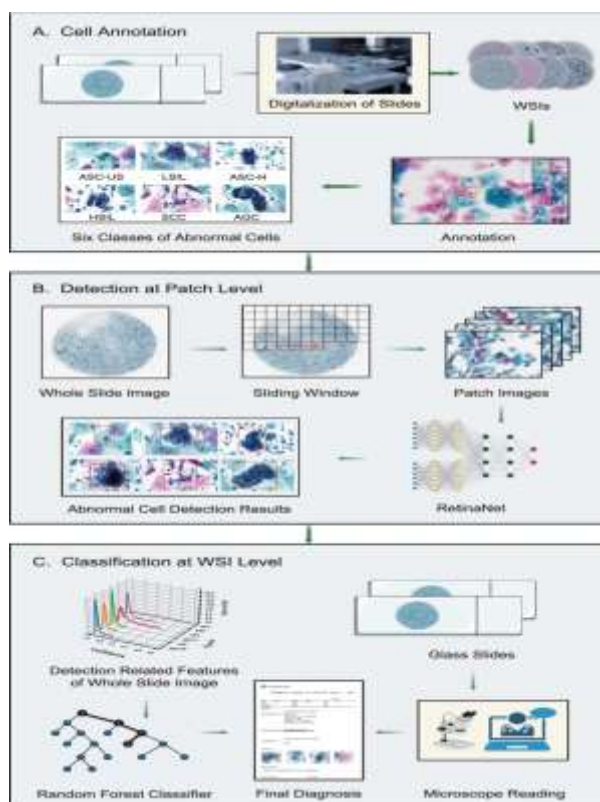 A. Cell Annotation
Digitalization of Slides
WSIs
ASC-US LSIL ASC-H
HSIL SCC AGC
Six Classes of Abnormal Cells
Annotation
B. Detection at Patch Level
Whole Slide Image
Sliding Window
Patch Images
Abnormal Cell Detection Results
RetinaNet
C. Classification at WSI Level
Detection Related Features
of Whole Slide Image
Glass Slides
Random Forest Classifier
Final Diagnosis
Microscope Reading